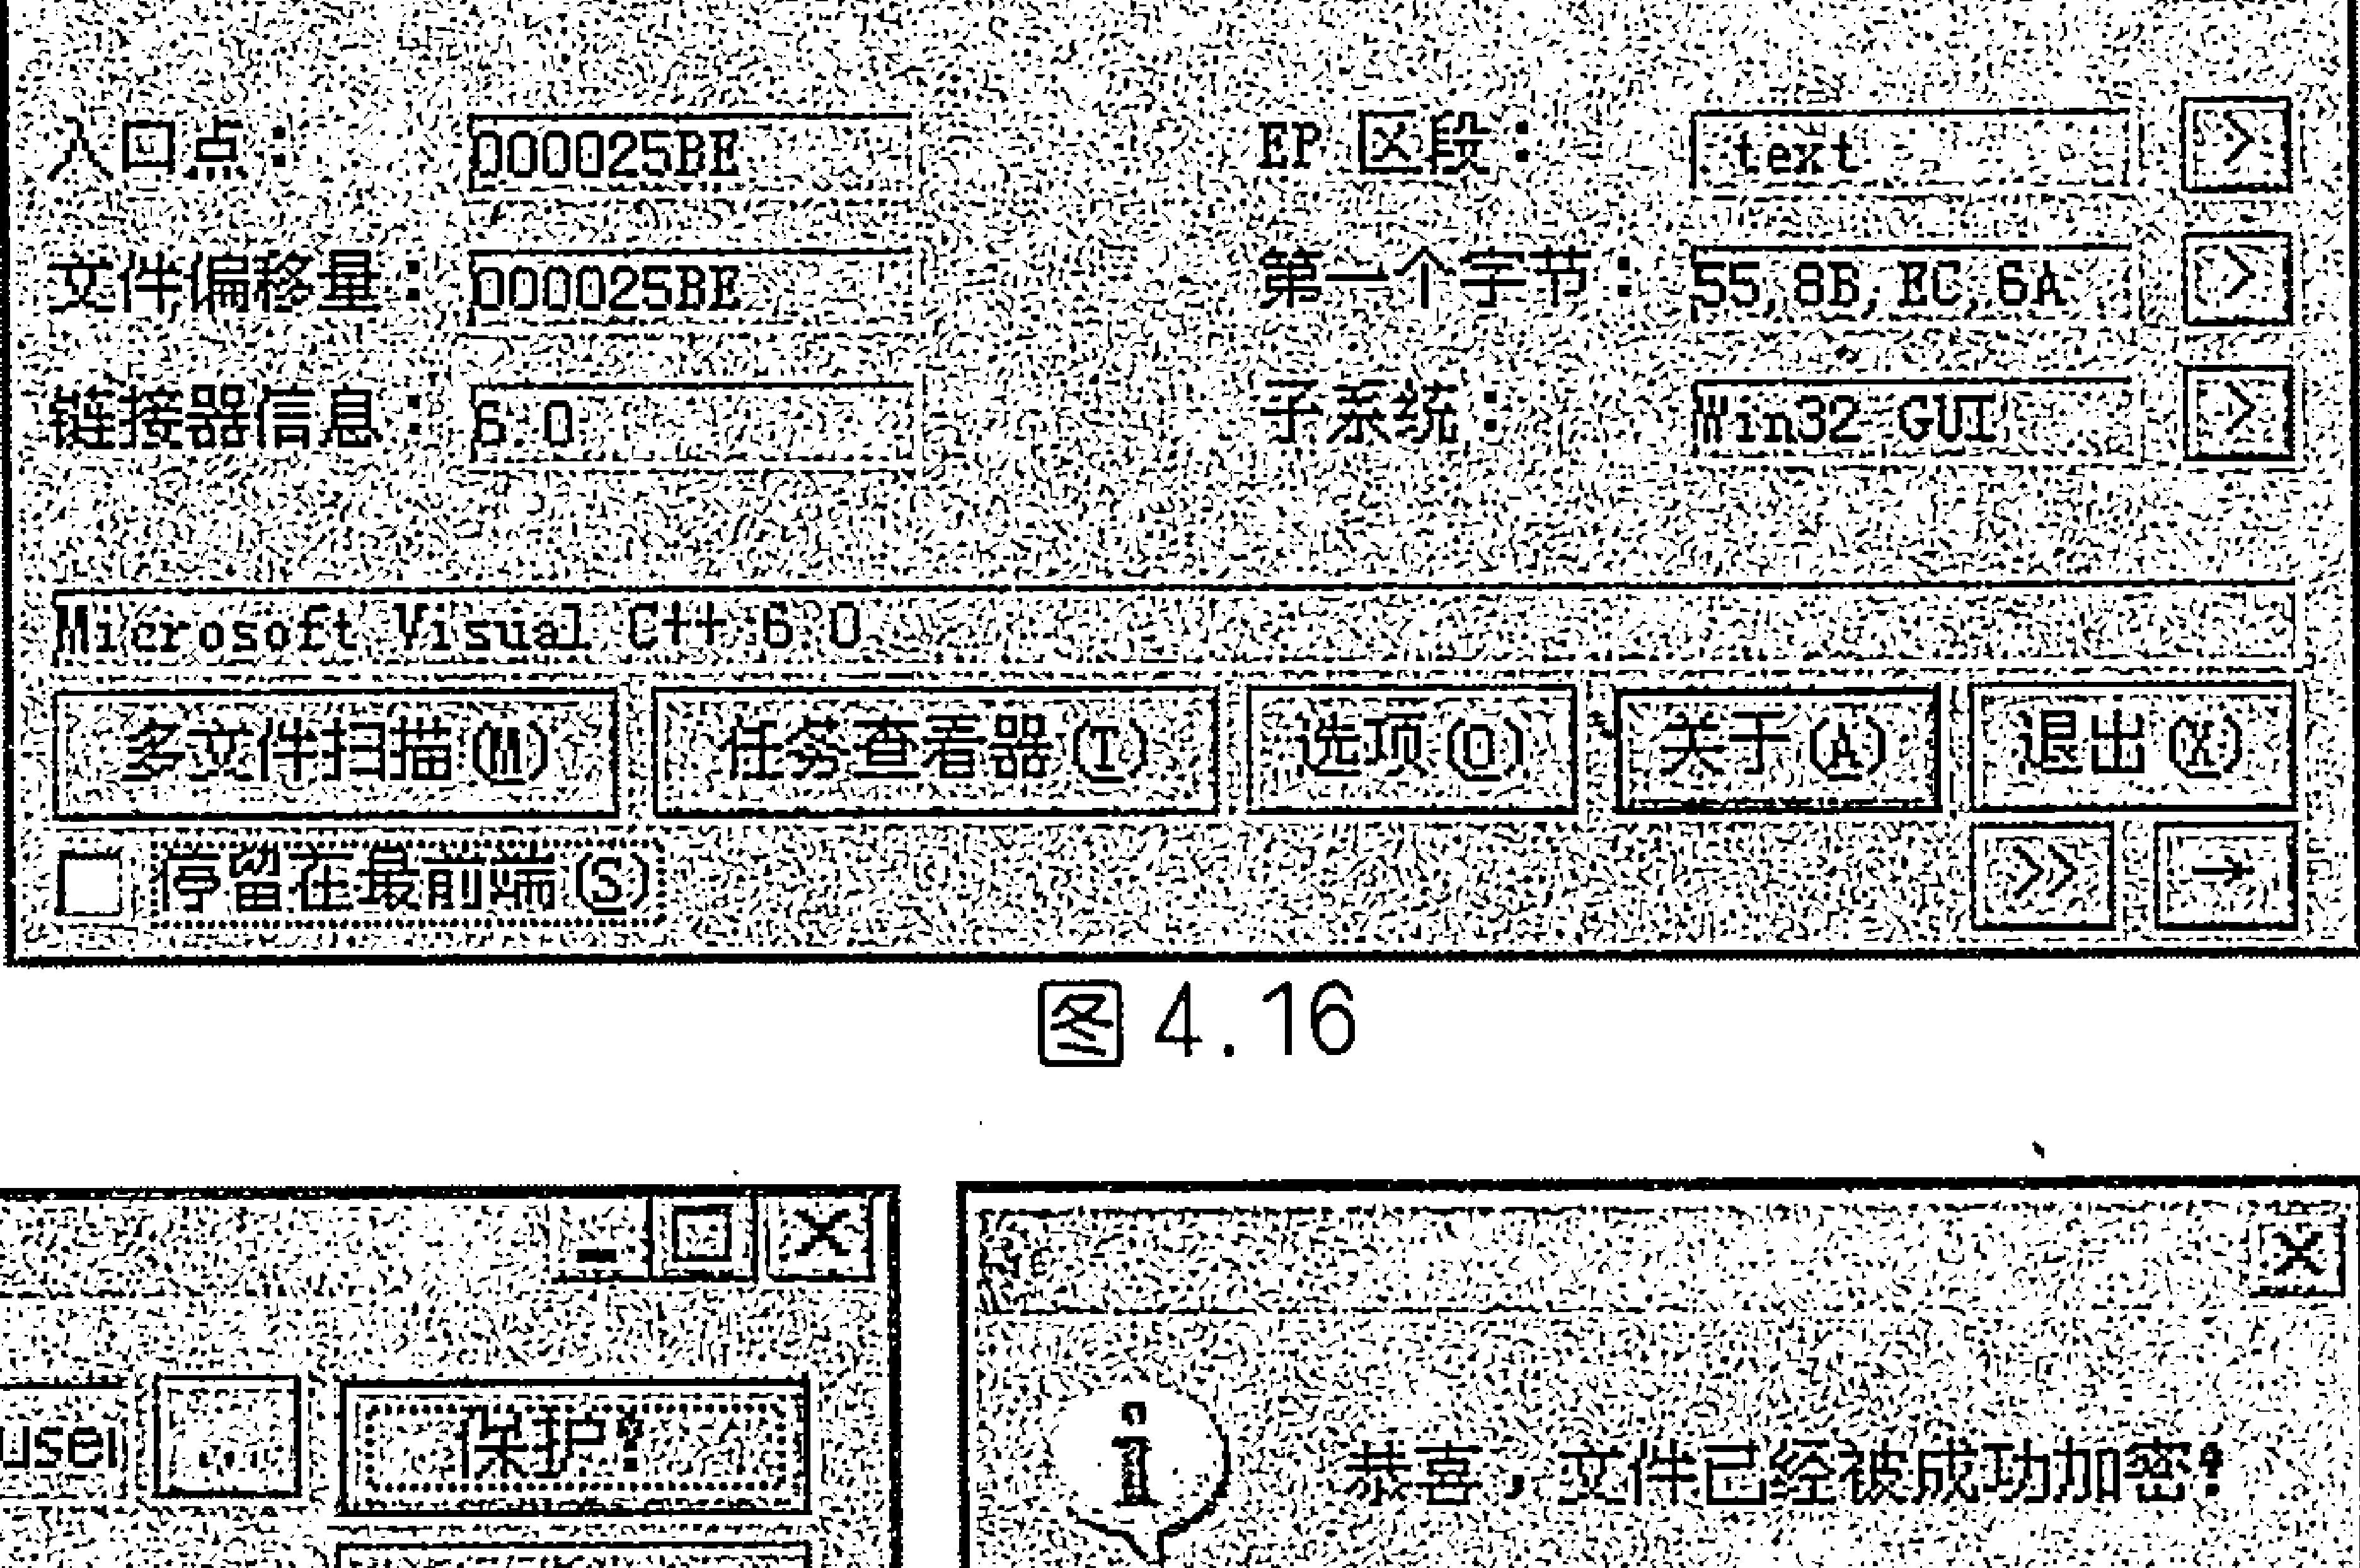 入口点： 000025BE EP 区段： .text >
文件偏移量： 000025BE 第一个字节： 55,8B,EC,6A >
链接器信息： 6.0 子系统： Win32 GUI >
Microsoft Visual C++ 6.0
多文件扫描(M) 任务查看器(T) 选项(O) 关于(A) 退出(X)
停留在最前端(S) >> ->
图 4.16
... 保护!
恭喜，文件已经被成功加密!